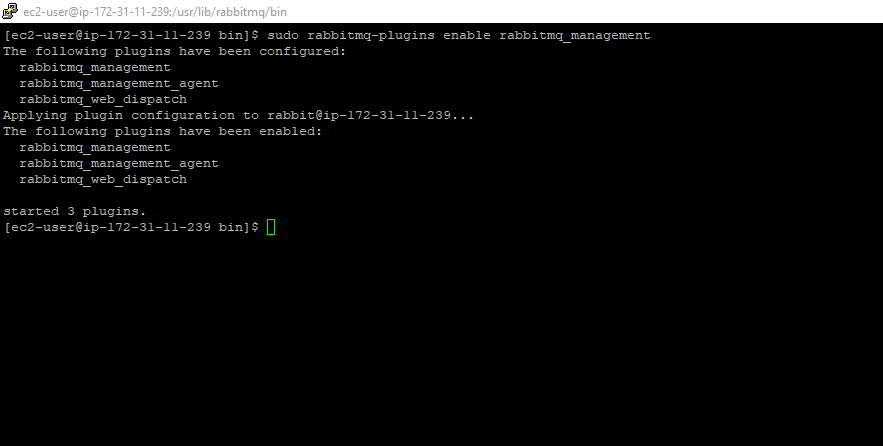 ec2-user@ip-172-31-11-239:/usr/lib/rabbitmq/bin
[ec2-user@ip-172-31-11-239 bin]$ sudo rabbitmq-plugins enable rabbitmq_management
The following plugins have been configured:
  rabbitmq_management
  rabbitmq_management_agent
  rabbitmq_web_dispatch
Applying plugin configuration to rabbit@ip-172-31-11-239...
The following plugins have been enabled:
  rabbitmq_management
  rabbitmq_management_agent
  rabbitmq_web_dispatch

started 3 plugins.
[ec2-user@ip-172-31-11-239 bin]$